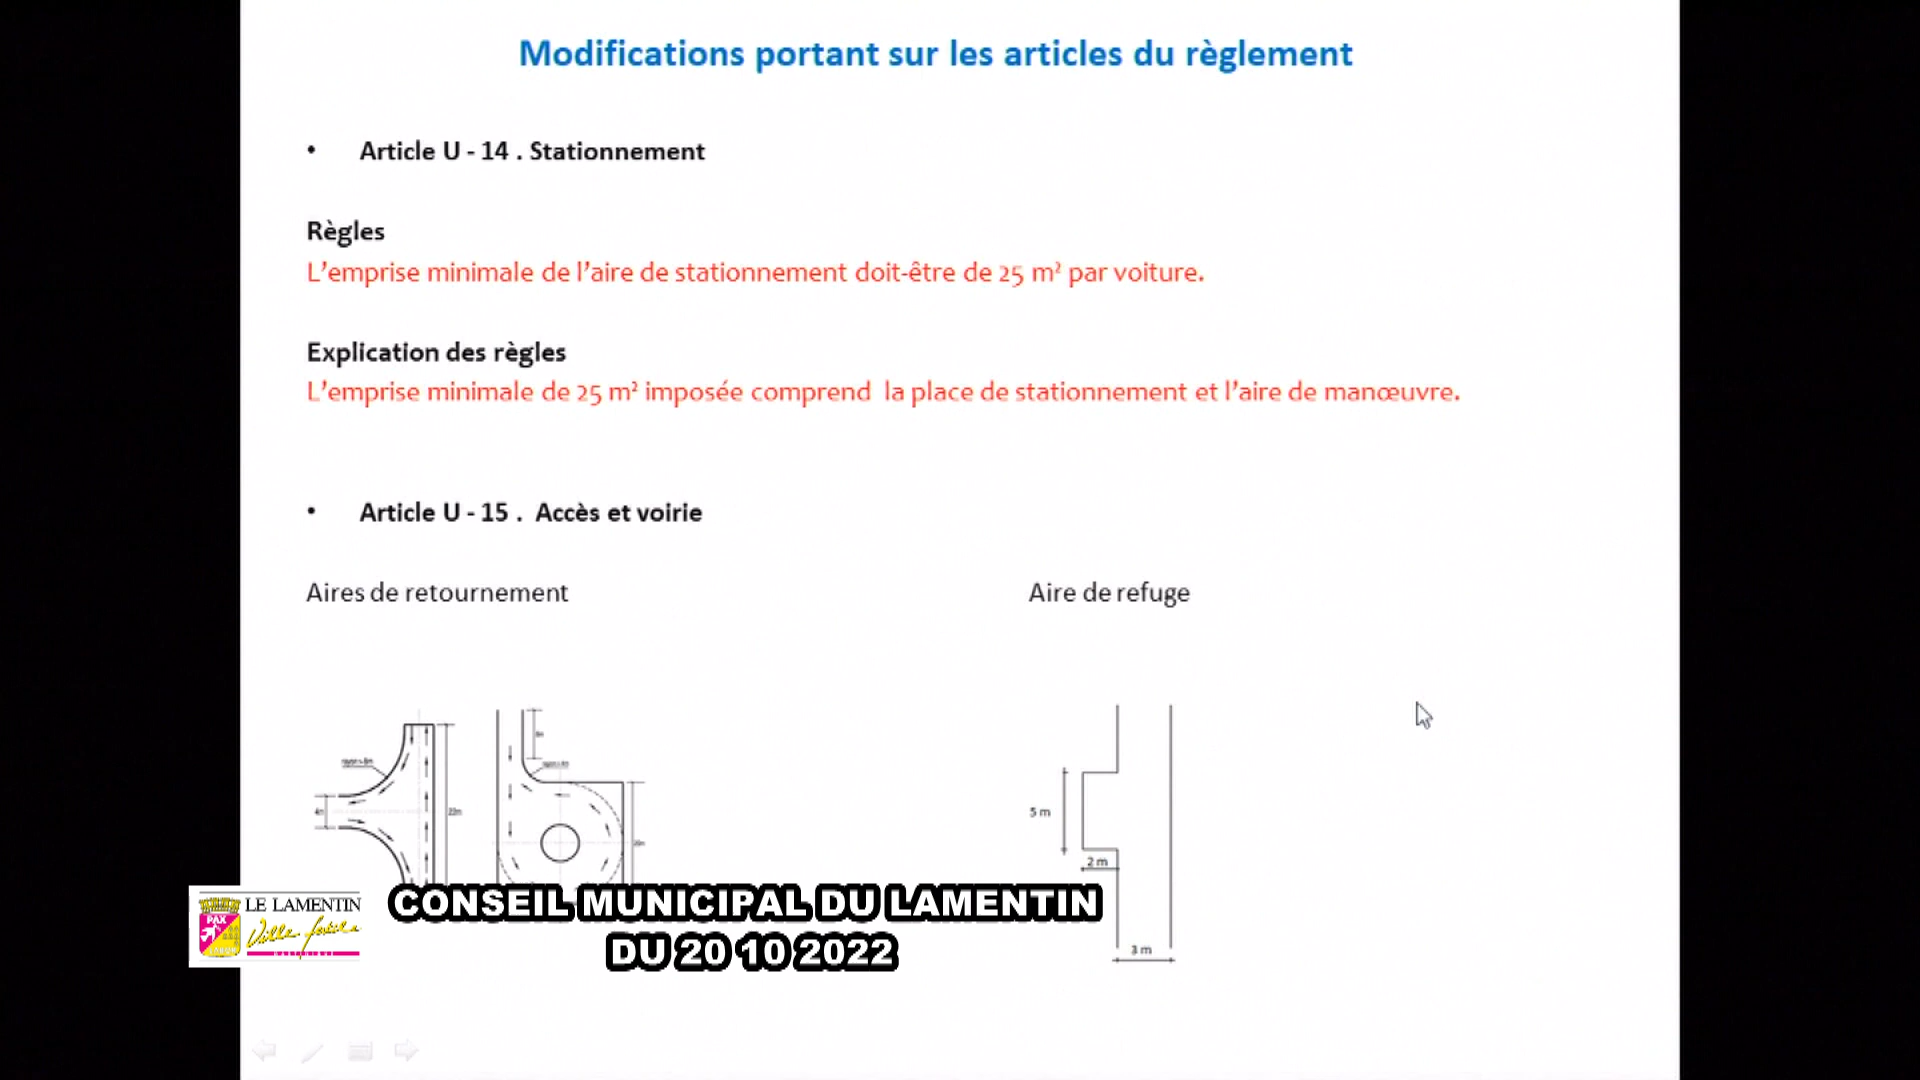 Modifications portant sur les articles du règlement
• Article U - 14 . Stationnement
Règles
L'emprise minimale de l'aire de stationnement doit-être de 25 m² par voiture.
Explication des règles
L'emprise minimale de 25 m² imposée comprend la place de stationnement et l'aire de manœuvre.
• Article U - 15 . Accès et voirie
Aires de retournement
Aire de refuge
4m
22m
5 m
2 m
3 m
PAX
LE LAMENTIN
CONSEIL MUNICIPAL DU LAMENTIN
DU 20 10 2022